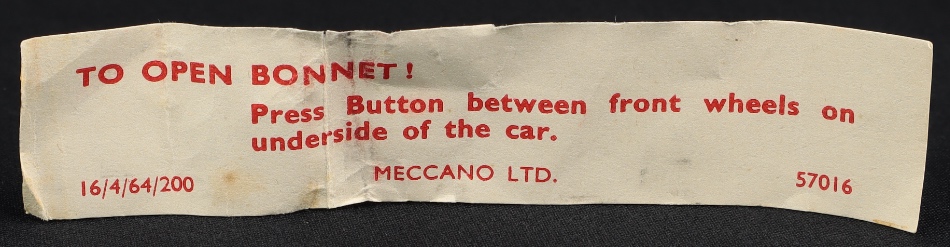 TO OPEN BONNET!
Press Button between front wheels on
underside of the car.
MECCANO LTD.
16/4/64/200
57016